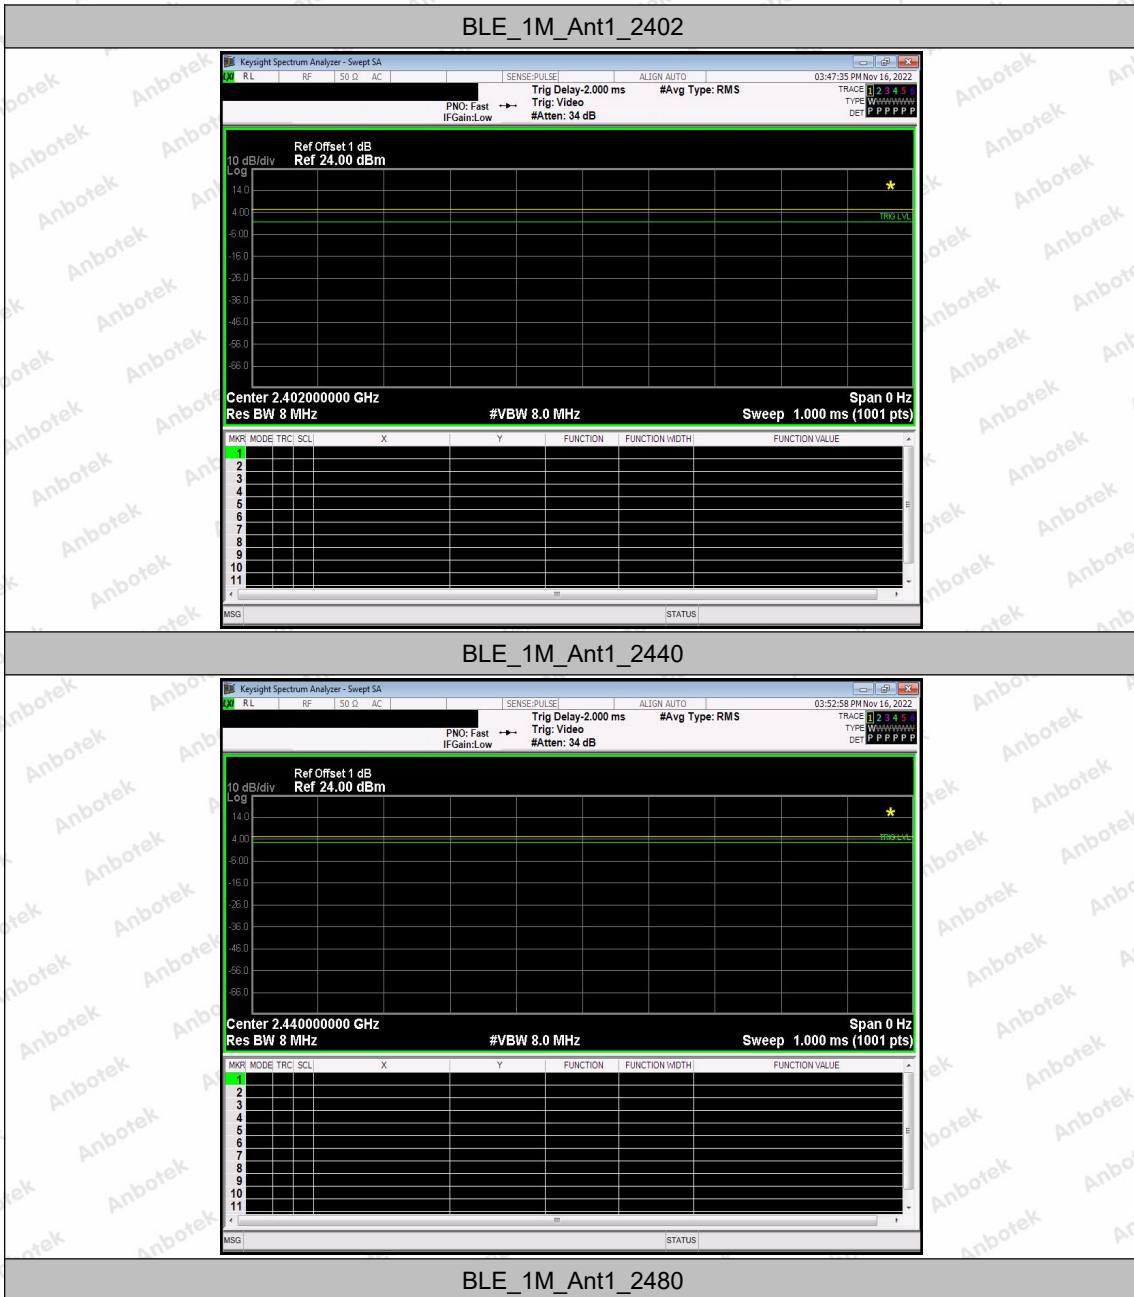 BLE_1M_Ant1_2402
Keysight Spectrum Analyzer - Swept SA
LXI RL RF 50 Ω AC SENSE:PULSE ALIGN AUTO 03:47:35 PM Nov 16, 2022
Trig Delay-2.000 ms #Avg Type: RMS TRACE 1 2 3 4 5 6
PNO: Fast Trig: Video TYPE WWWWWW
IFGain:Low #Atten: 34 dB DET P P P P P P
Ref Offset 1 dB
10 dB/div Ref 24.00 dBm
Log
14.0
4.00
TRIG LVL
-6.00
-16.0
-26.0
-36.0
-46.0
-56.0
-66.0
Center 2.402000000 GHz Span 0 Hz
Res BW 8 MHz #VBW 8.0 MHz Sweep 1.000 ms (1001 pts)
MKR MODE TRC SCL X Y FUNCTION FUNCTION WIDTH FUNCTION VALUE
1
2
3
4
5
6
7
8
9
10
11
MSG STATUS
BLE_1M_Ant1_2440
Keysight Spectrum Analyzer - Swept SA
LXI RL RF 50 Ω AC SENSE:PULSE ALIGN AUTO 03:52:58 PM Nov 16, 2022
Trig Delay-2.000 ms #Avg Type: RMS TRACE 1 2 3 4 5 6
PNO: Fast Trig: Video TYPE WWWWWW
IFGain:Low #Atten: 34 dB DET P P P P P P
Ref Offset 1 dB
10 dB/div Ref 24.00 dBm
Log
14.0
4.00
TRIG LVL
-6.00
-16.0
-26.0
-36.0
-46.0
-56.0
-66.0
Center 2.440000000 GHz Span 0 Hz
Res BW 8 MHz #VBW 8.0 MHz Sweep 1.000 ms (1001 pts)
MKR MODE TRC SCL X Y FUNCTION FUNCTION WIDTH FUNCTION VALUE
1
2
3
4
5
6
7
8
9
10
11
MSG STATUS
BLE_1M_Ant1_2480